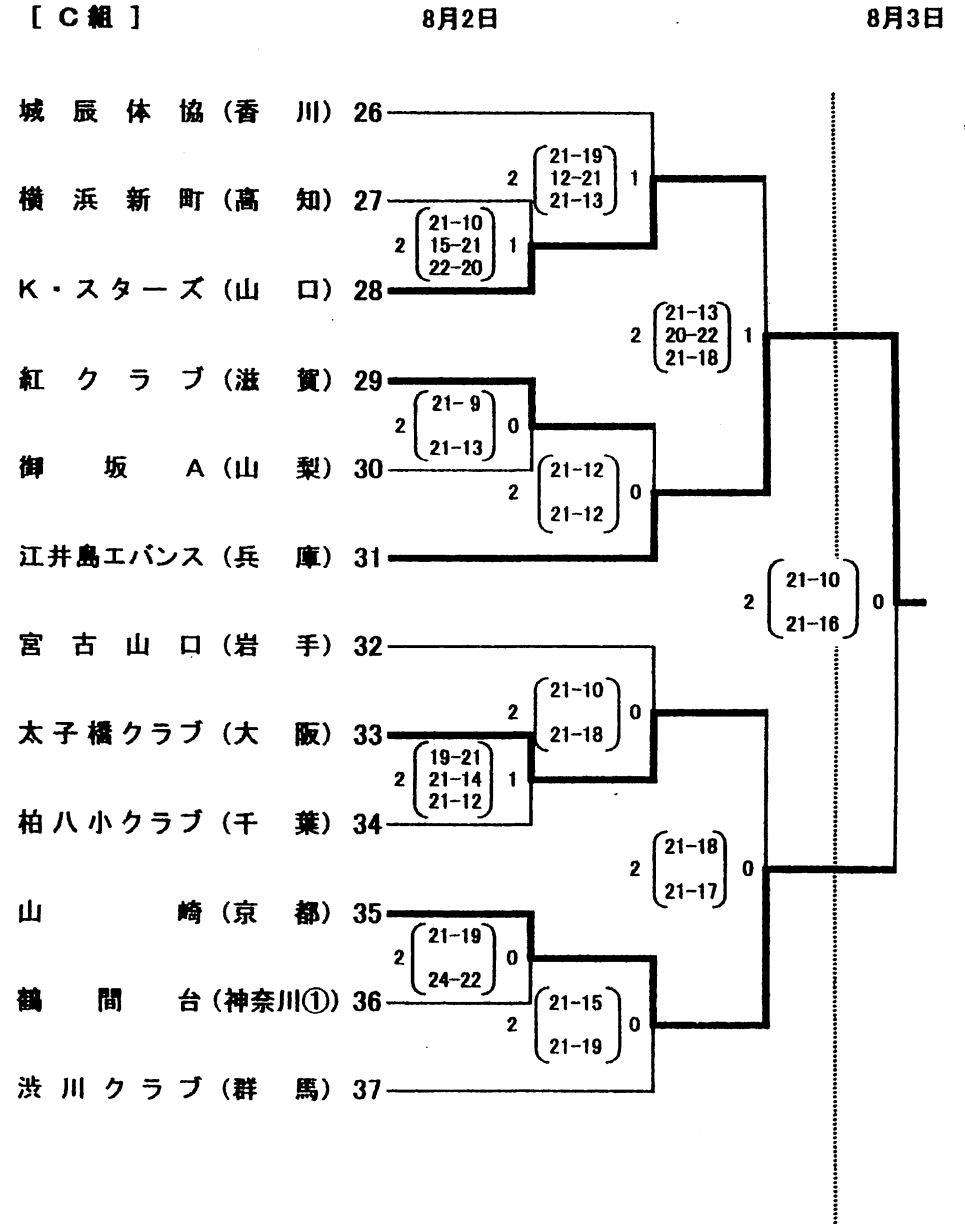 [ C組 ] 8月2日 8月3日
城辰体協(香川) 26
2 21-19 12-21 21-13 1
横浜新町(高知) 27
2 21-10 15-21 22-20 1
K・スターズ(山口) 28
2 21-13 20-22 21-18 1
紅クラブ(滋賀) 29
2 21-9 21-13 0
御坂A(山梨) 30
2 21-12 21-12 0
江井島エバンス(兵庫) 31
2 21-10 21-16 0
宮古山口(岩手) 32
2 21-10 21-18 0
太子橋クラブ(大阪) 33
2 19-21 21-14 21-12 1
柏八小クラブ(千葉) 34
2 21-18 21-17 0
山崎(京都) 35
2 21-19 24-22 0
鶴間台(神奈川①) 36
2 21-15 21-19 0
渋川クラブ(群馬) 37